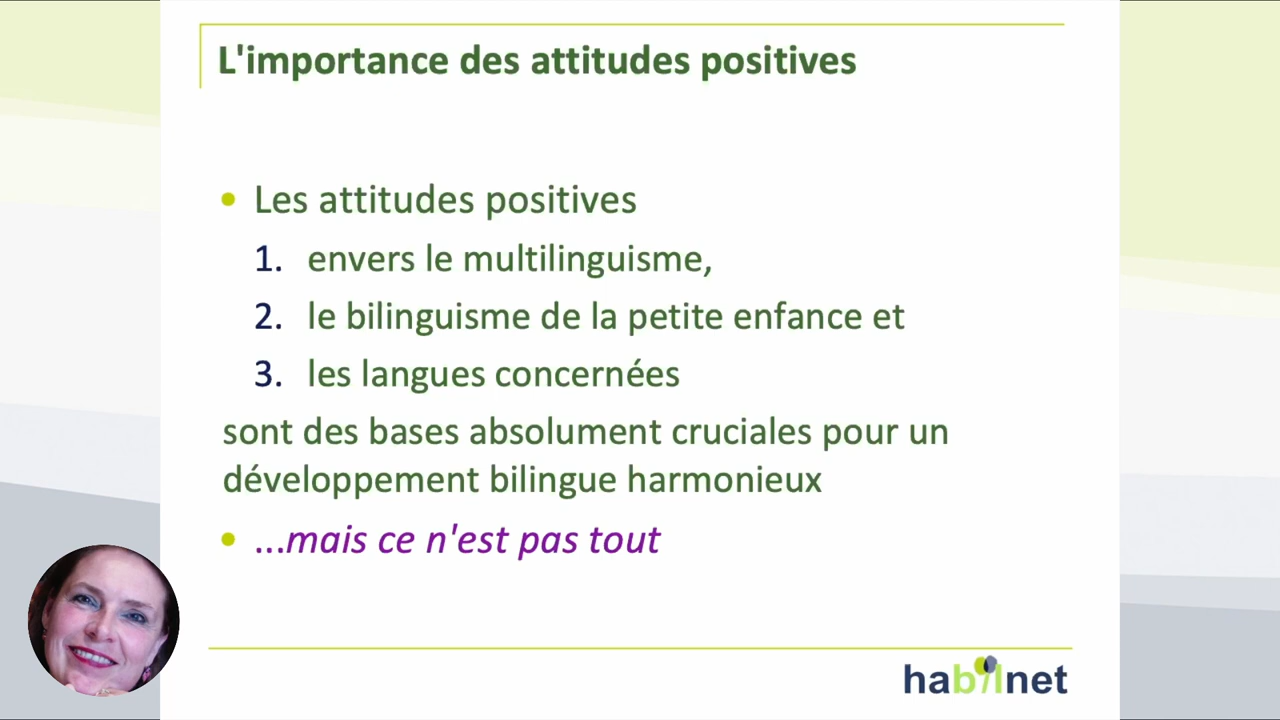 L'importance des attitudes positives
• Les attitudes positives
1. envers le multilinguisme,
2. le bilinguisme de la petite enfance et
3. les langues concernées
sont des bases absolument cruciales pour un
développement bilingue harmonieux
• ...mais ce n'est pas tout
habilnet